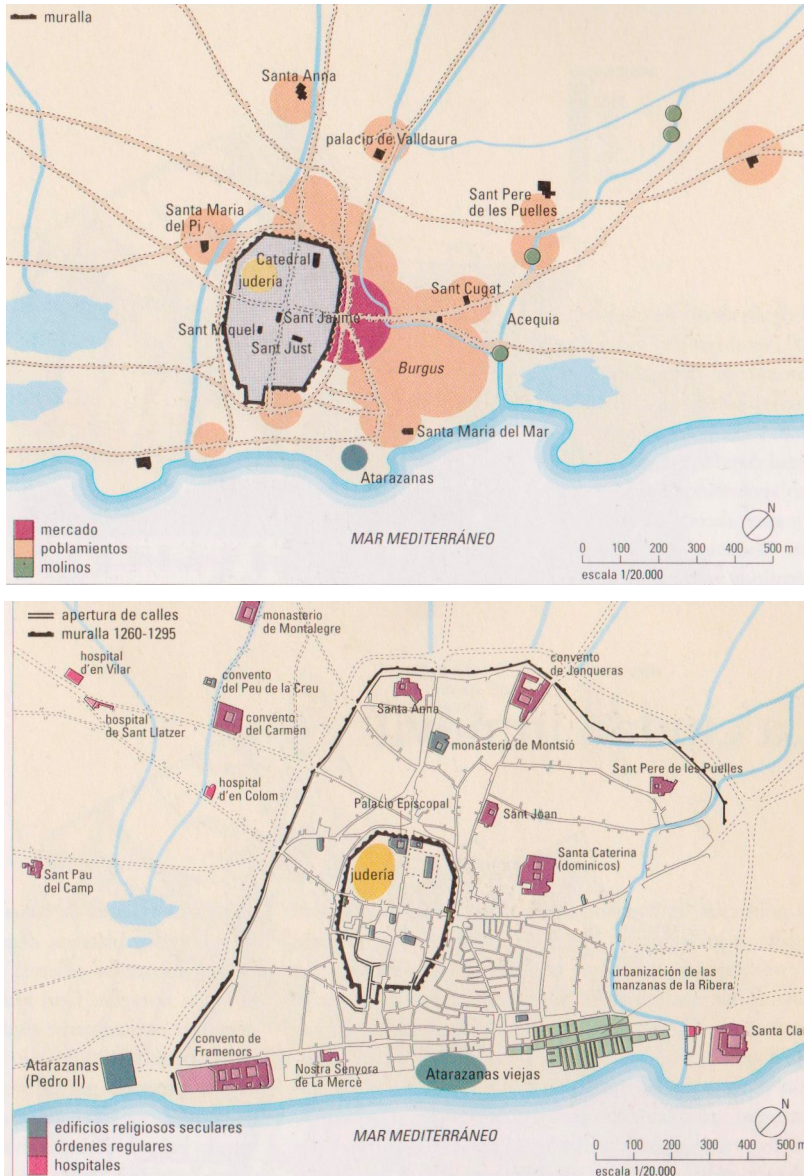 muralla
Santa Anna
palacio de Valldaura
Sant Pere
de les Puelles
Santa Maria
del Pi
Catedral
judería
Sant Cugat
Sant Jaume
Acequia
Sant Miquel
Sant Just
Burgus
Santa Maria del Mar
Atarazanas
mercado
poblamientos
molinos
MAR MEDITERRÁNEO
N
0 100 200 300 400 500 m
escala 1/20.000
apertura de calles
muralla 1260-1295
monasterio
de Montalegre
hospital
d'en Vilar
convento
del Peu de la Creu
convento
de Jonqueras
hospital
de Sant Llatzer
convento
del Carmen
Santa Anna
monasterio de Montsió
Sant Pere de les Puelles
hospital
d'en Colom
Palacio Episcopal
Sant Joan
Sant Pau
del Camp
judería
Santa Caterina
(dominicos)
urbanización de las
manzanas de la Ribera
Santa Cla
Atarazanas
(Pedro II)
convento de
Framenors
Nostra Senyora
de La Mercè
Atarazanas viejas
edificios religiosos seculares
órdenes regulares
hospitales
MAR MEDITERRÁNEO
N
0 100 200 300 400 500 m
escala 1/20.000